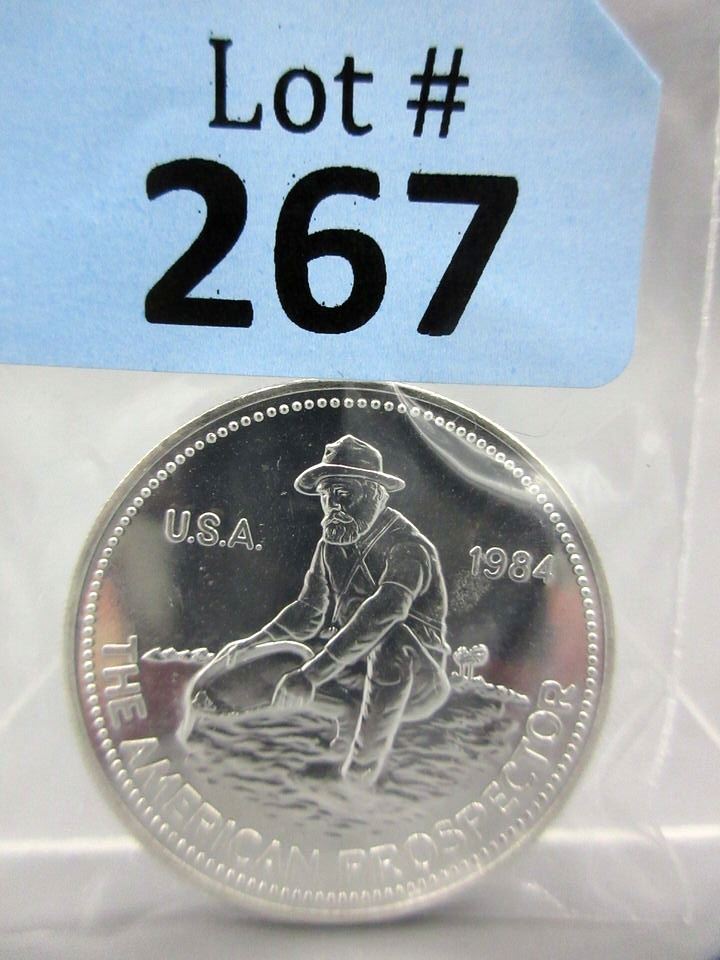 Lot #
267
U.S.A.
1984
THE AMERICAN PROSPECTOR